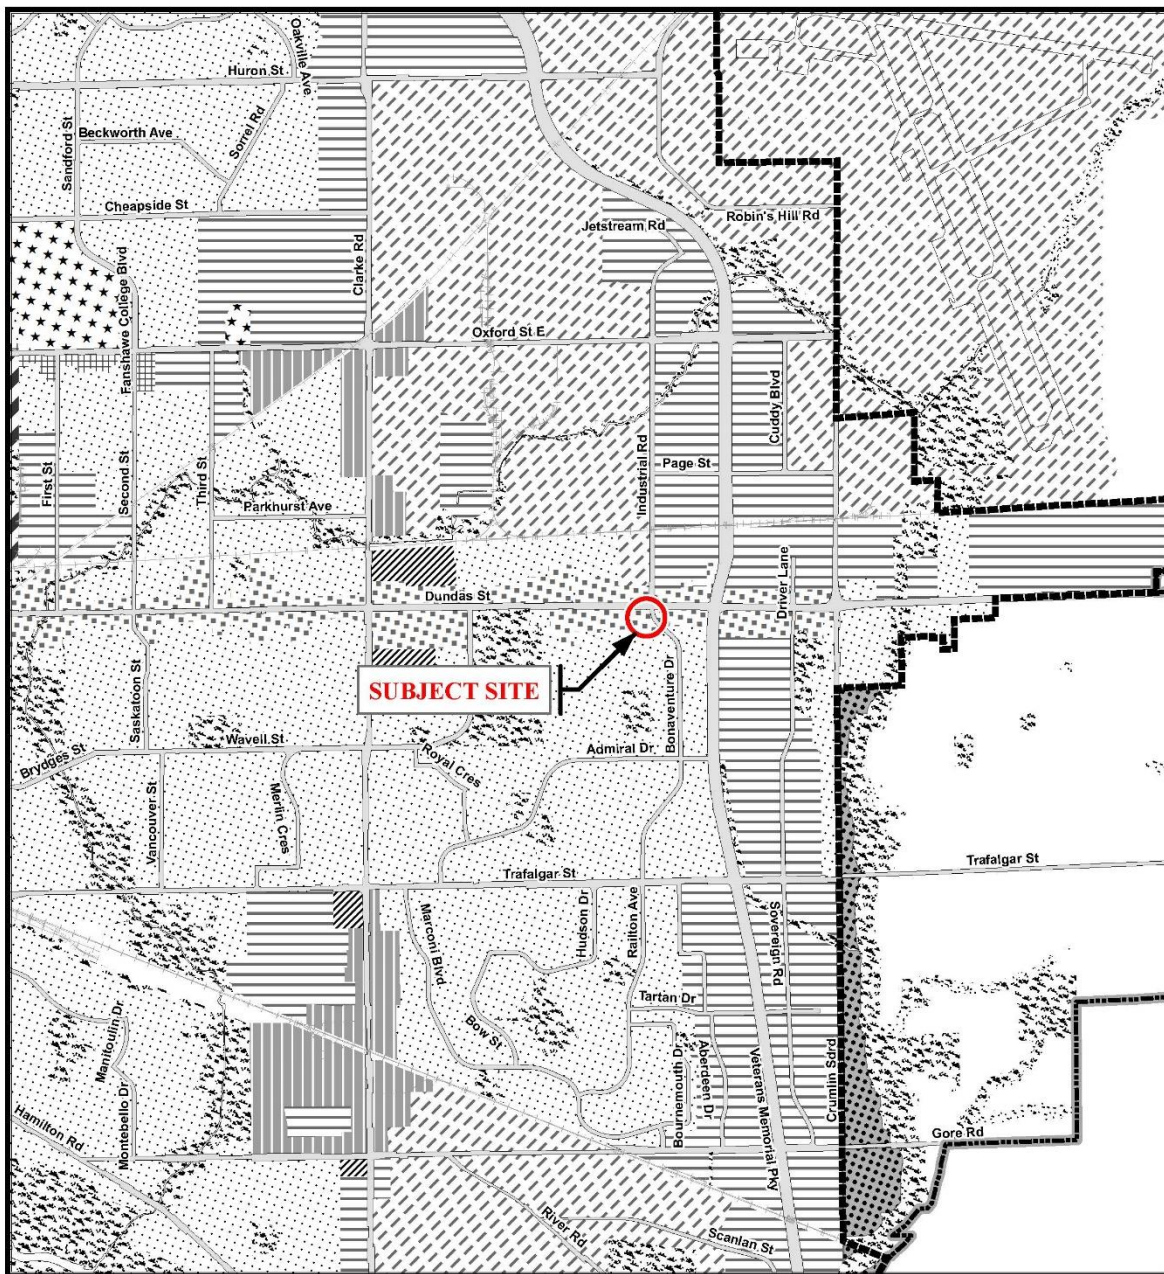 Oakville Ave
Huron St
Sandford St
Beckworth Ave
Sorrel Rd
Cheapside St
Robin's Hill Rd
Jetstream Rd
Fanshawe College Blvd
Clarke Rd
Oxford St E
Cuddy Blvd
Industrial Rd
Page St
First St
Second St
Third St
Parkhurst Ave
Driver Lane
Dundas St
SUBJECT SITE
Saskatoon St
Bonaventure Dr
Wavell St
Admiral Dr
Brydges St
Royal Cres
Vancouver St
Merlin Cres
Trafalgar St
Trafalgar St
Marconi Blvd
Hudson Dr
Railton Ave
Sovereign Rd
Tartan Dr
Manitoulin Dr
Bow St
Bournemouth Dr
Aberdeen Dr
Veterans Memorial Pky
Crumlin Sdrd
Hamilton Rd
Montebello Dr
Gore Rd
River Rd
Scanlan St